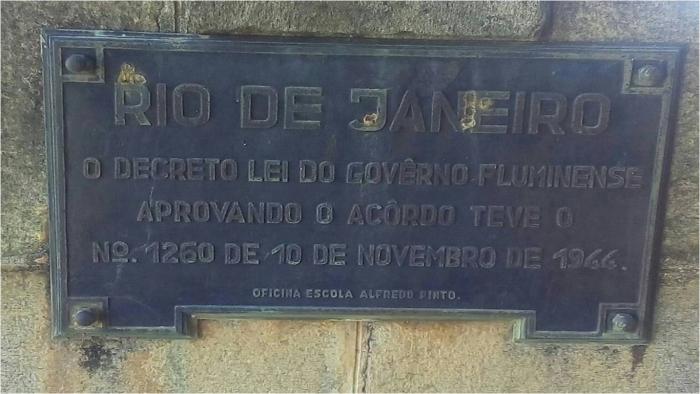 RIO DE JANEIRO
O DECRETO LEI DO GOVÊRNO FLUMINENSE
APROVANDO O ACÔRDO TEVE O
Nº. 1260 DE 10 DE NOVEMBRO DE 1944.
OFICINA ESCOLA ALFREDO PINTO.